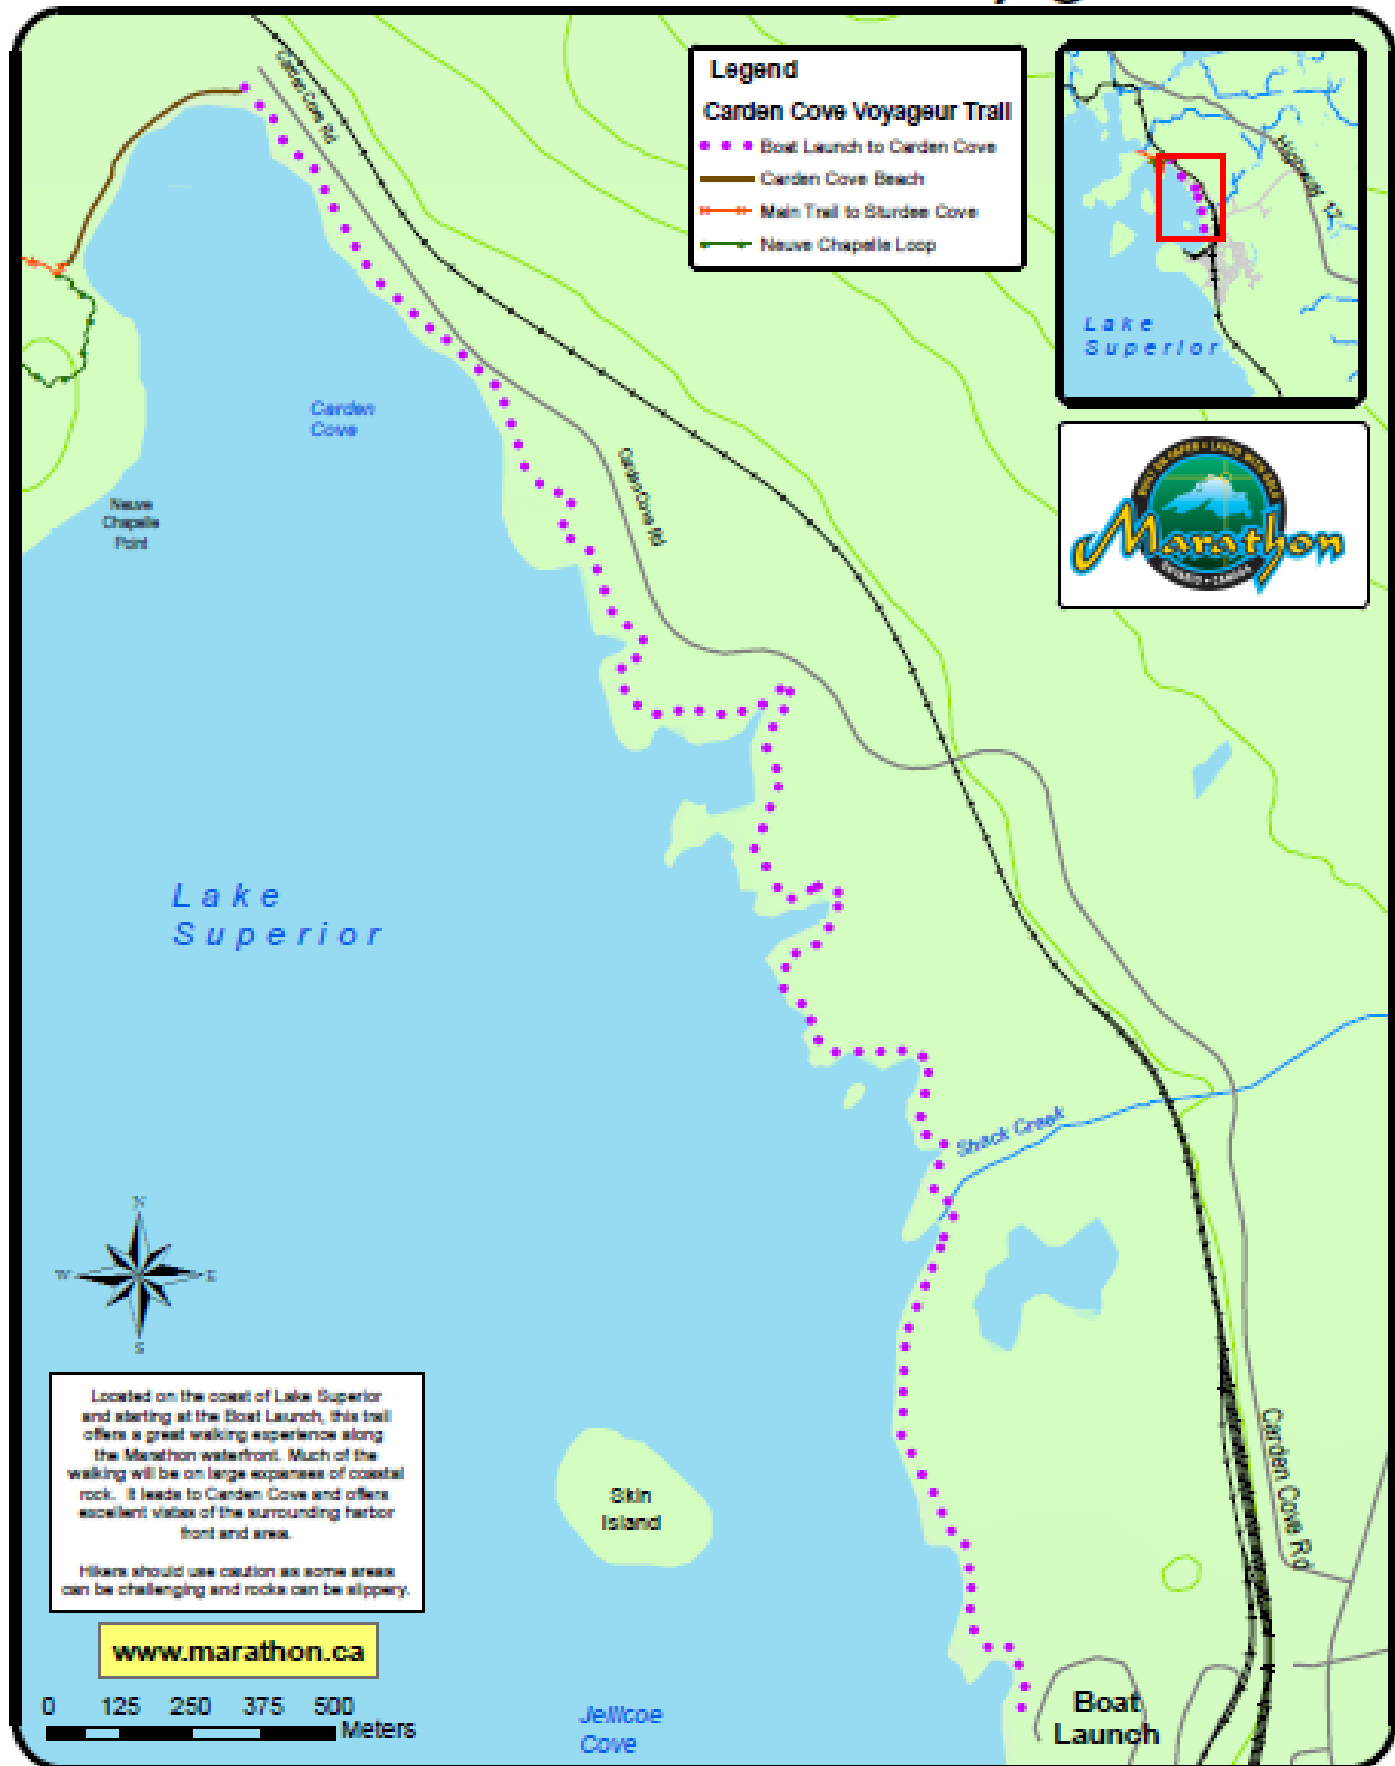 Legend
Carden Cove Voyageur Trail
Boat Launch to Carden Cove
Carden Cove Beach
Main Trail to Sturdee Cove
Neuve Chapelle Loop
Highway 17
Lake
Superior
Marathon
Carden Cove Rd
Carden
Cove
Carden Cove Rd
Neuve
Chapelle
Point
Lake
Superior
Shack Creek
N
W
E
S
Located on the coast of Lake Superior
and starting at the Boat Launch, this trail
offers a great walking experience along
the Marathon waterfront. Much of the
walking will be on large expanses of coastal
rock. It leads to Carden Cove and offers
excellent vistas of the surrounding harbor
front and area.
Hikers should use caution as some areas
can be challenging and rocks can be slippery.
Skin
Island
Carden Cove Rd
www.marathon.ca
0 125 250 375 500
Meters
Jellicoe
Cove
Boat
Launch